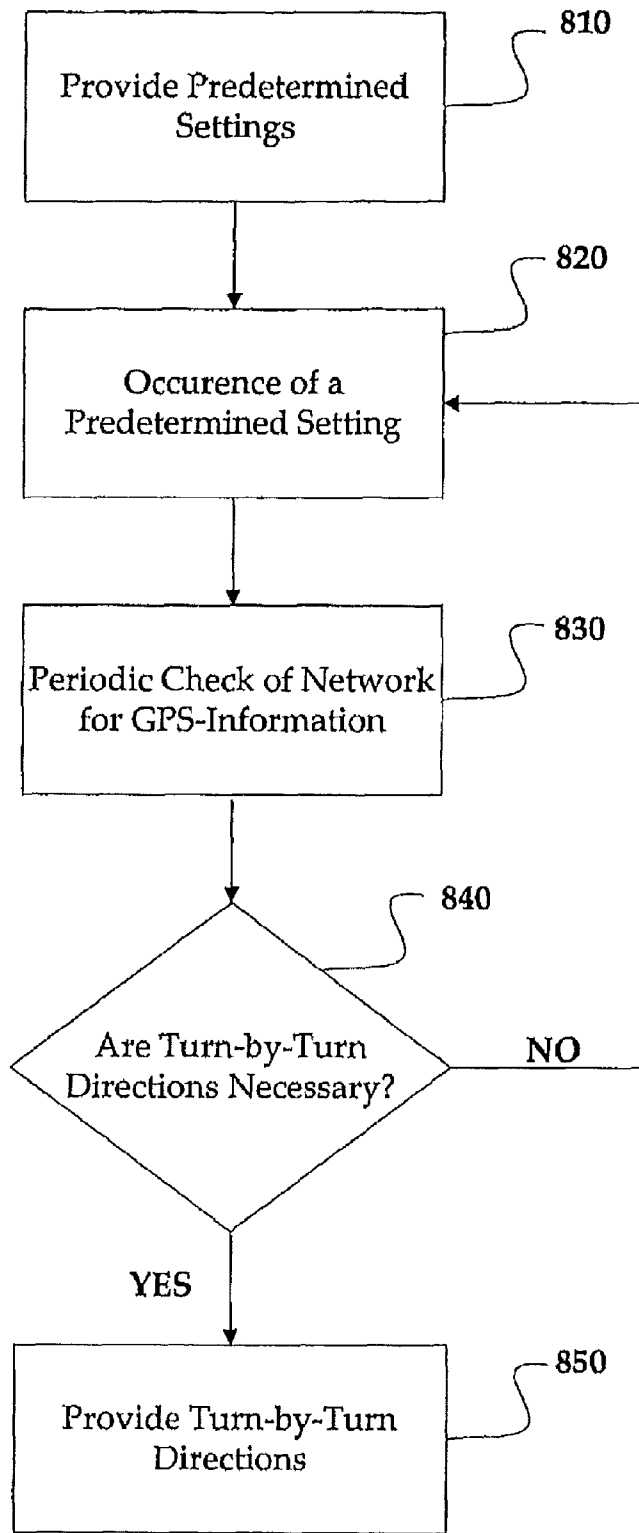 810
Provide Predetermined
Settings
820
Occurence of a
Predetermined Setting
830
Periodic Check of Network
for GPS-Information
840
Are Turn-by-Turn
Directions Necessary?
NO
YES
850
Provide Turn-by-Turn
Directions